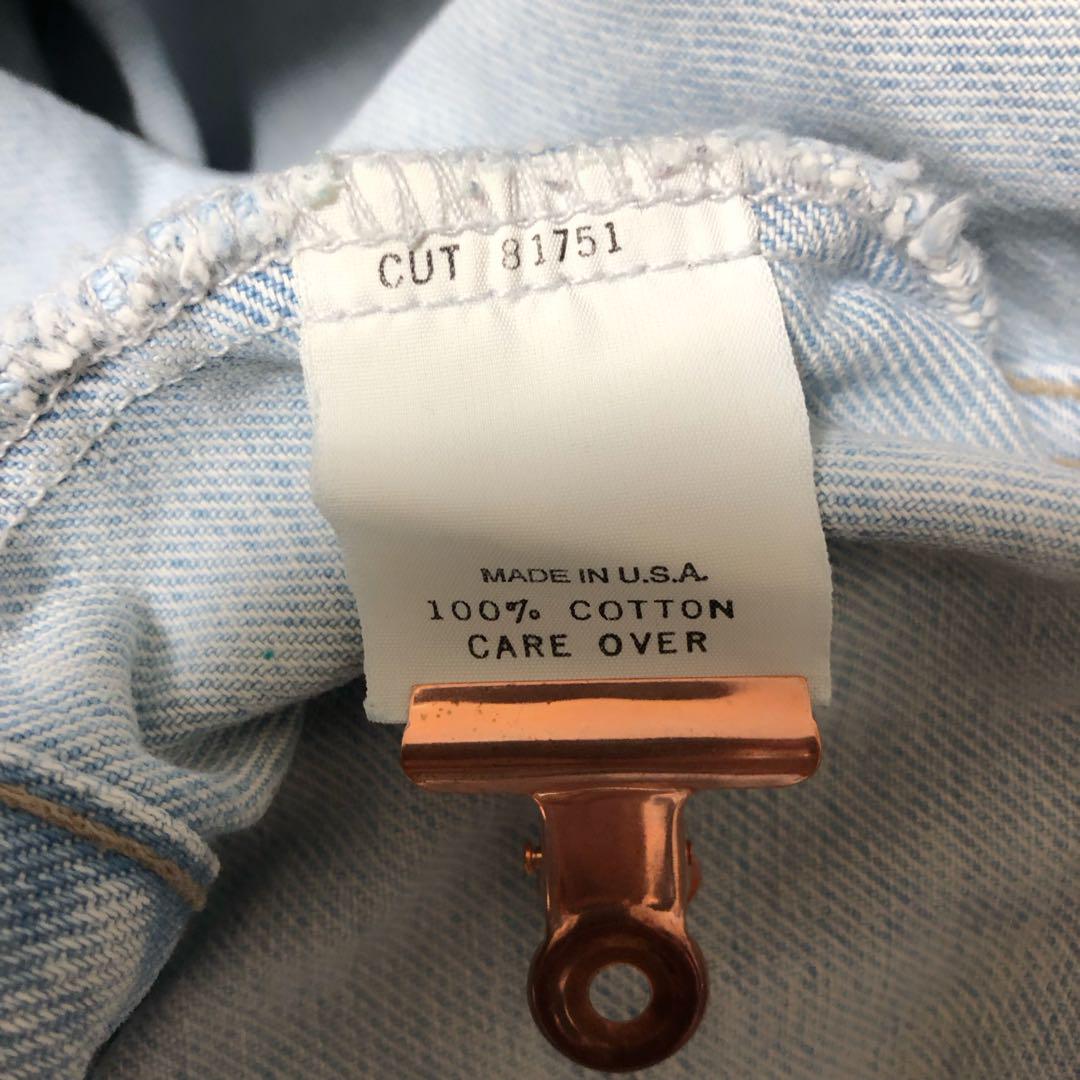 CUT 81751
MADE IN U.S.A.
100% COTTON
CARE OVER